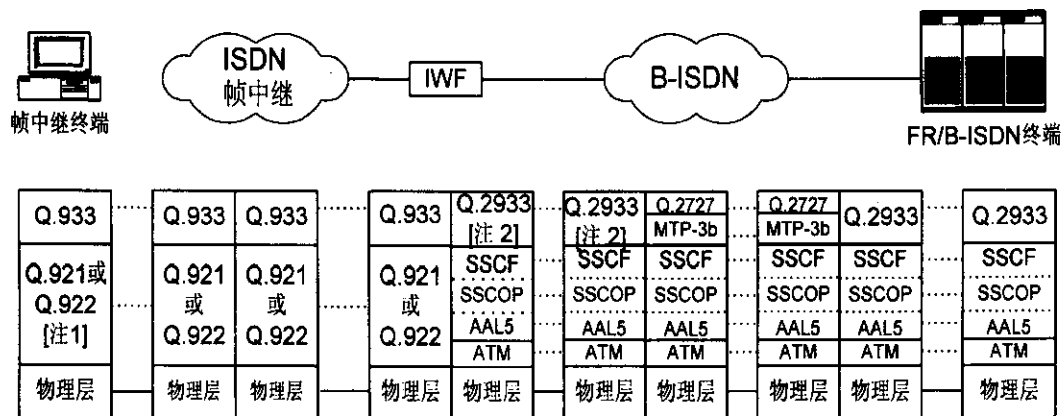 ISDN
帧中继
IWF
B-ISDN
帧中继终端
FR/B-ISDN终端
Q.933
Q.921或
Q.922
[注1]
物理层
Q.933
Q.921
或
Q.922
物理层
Q.933
Q.921
或
Q.922
物理层
Q.933
Q.921
或
Q.922
物理层
Q.2933
[注 2]
SSCF
SSCOP
AAL5
ATM
物理层
Q.2933
[注 2]
SSCF
SSCOP
AAL5
ATM
物理层
Q.2727
MTP-3b
SSCF
SSCOP
AAL5
ATM
物理层
Q.2727
MTP-3b
SSCF
SSCOP
AAL5
ATM
物理层
Q.2933
SSCF
SSCOP
AAL5
ATM
物理层
Q.2933
SSCF
SSCOP
AAL5
ATM
物理层